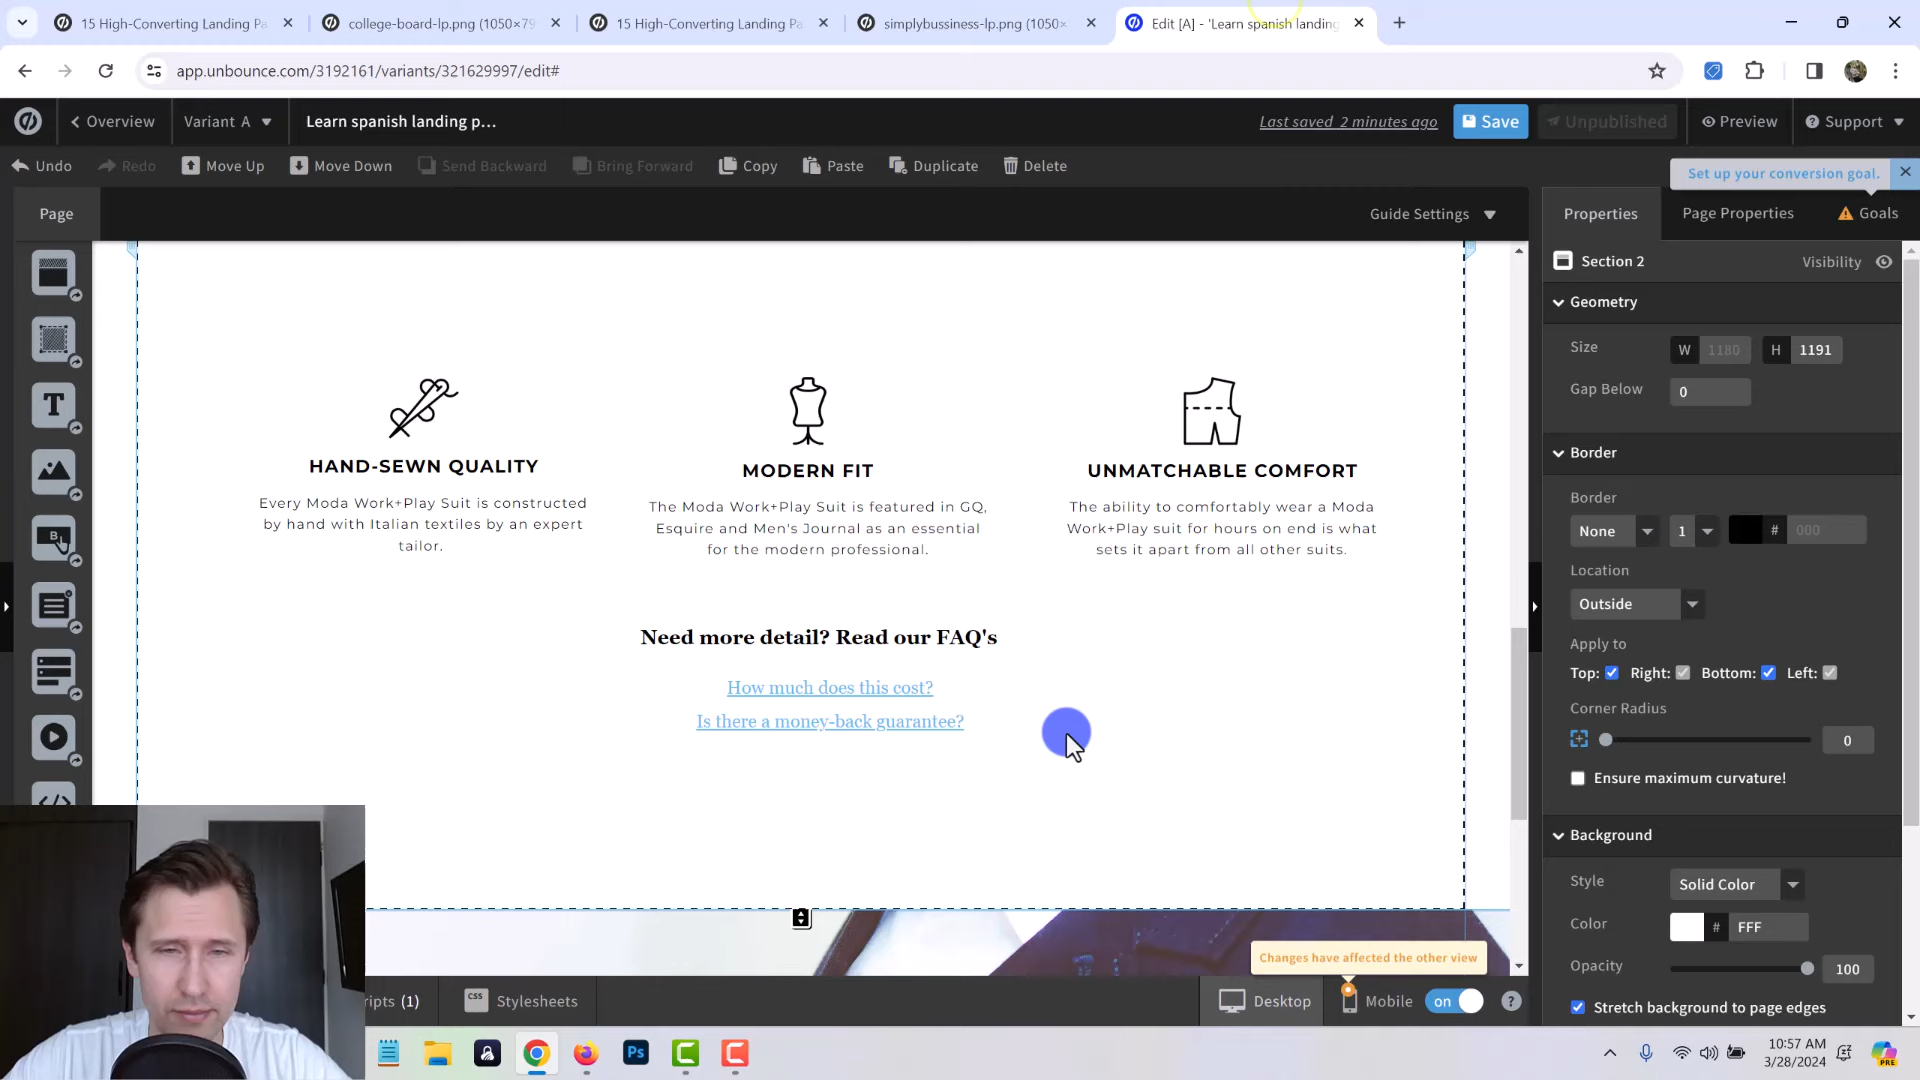 15 High-Converting Landing Pa
college-board-lp.png (1050×79
15 High-Converting Landing Pa
simplybussiness-lp.png (1050×
Edit [A] - 'Learn spanish landing
app.unbounce.com/3192161/variants/321629997/edit#
Overview
Variant A
Learn spanish landing p...
Last saved 2 minutes ago
Save
Unpublished
Preview
Support
Undo
Redo
Move Up
Move Down
Send Backward
Bring Forward
Copy
Paste
Duplicate
Delete
Set up your conversion goal.
Page
Guide Settings
Properties
Page Properties
Goals
Section 2
Visibility
Geometry
Size
W 1180 H 1191
Gap Below 0
Border
Border
None 1 # 000
Location
Outside
Apply to
Top: Right: Bottom: Left:
Corner Radius
0
Ensure maximum curvature!
Background
Style Solid Color
Color # FFF
Opacity 100
Stretch background to page edges
T
B
HAND-SEWN QUALITY
Every Moda Work+Play Suit is constructed
by hand with Italian textiles by an expert
tailor.
MODERN FIT
The Moda Work+Play Suit is featured in GQ,
Esquire and Men's Journal as an essential
for the modern professional.
UNMATCHABLE COMFORT
The ability to comfortably wear a Moda
Work+Play suit for hours on end is what
sets it apart from all other suits.
Need more detail? Read our FAQ's
How much does this cost?
Is there a money-back guarantee?
Changes have affected the other view
ripts (1)
CSS
Stylesheets
Desktop
Mobile
on
?
Ps
10:57 AM
3/28/2024
PRE